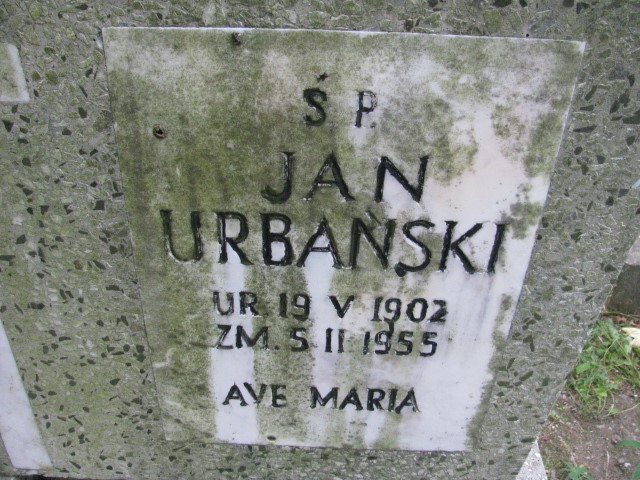 Ś.P.
JAN
URBAŃSKI
UR. 19 V 1902
ZM. 5 II 1955
AVE MARIA